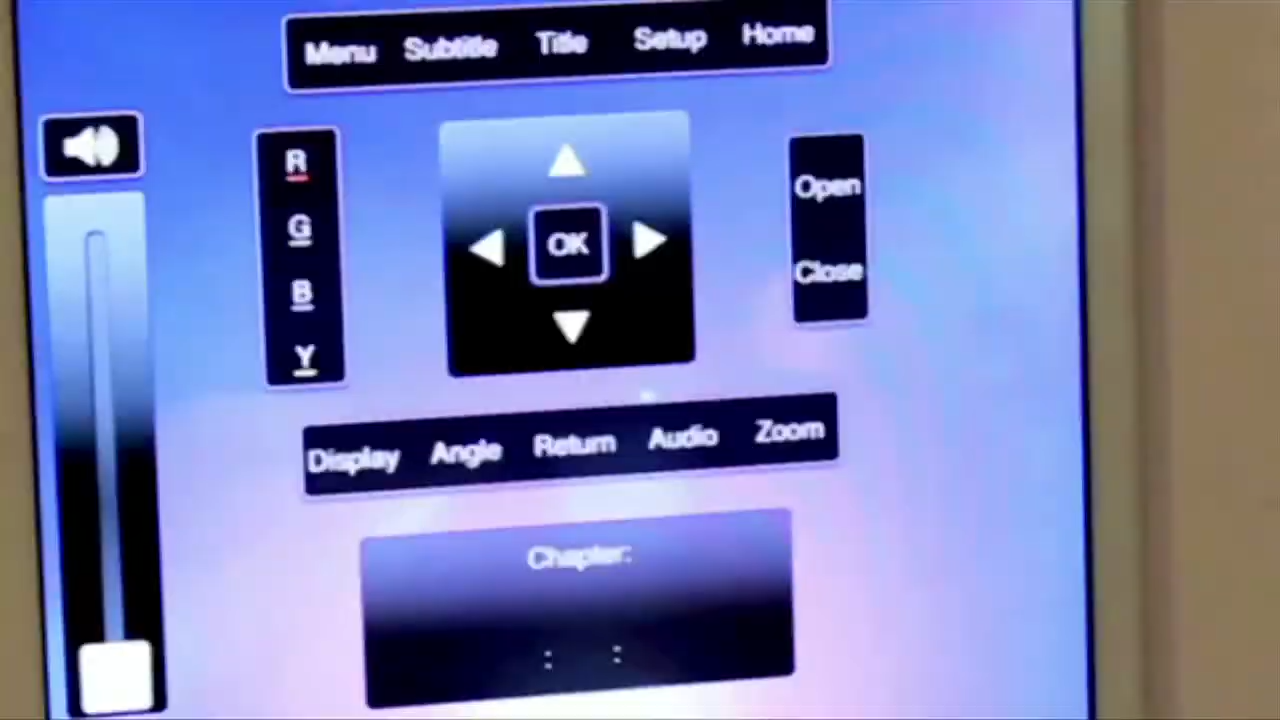 Menu Subtitle Title Setup Home
R
G
B
Y
OK
Open
Close
Display Angle Return Audio Zoom
Chapter:
: :